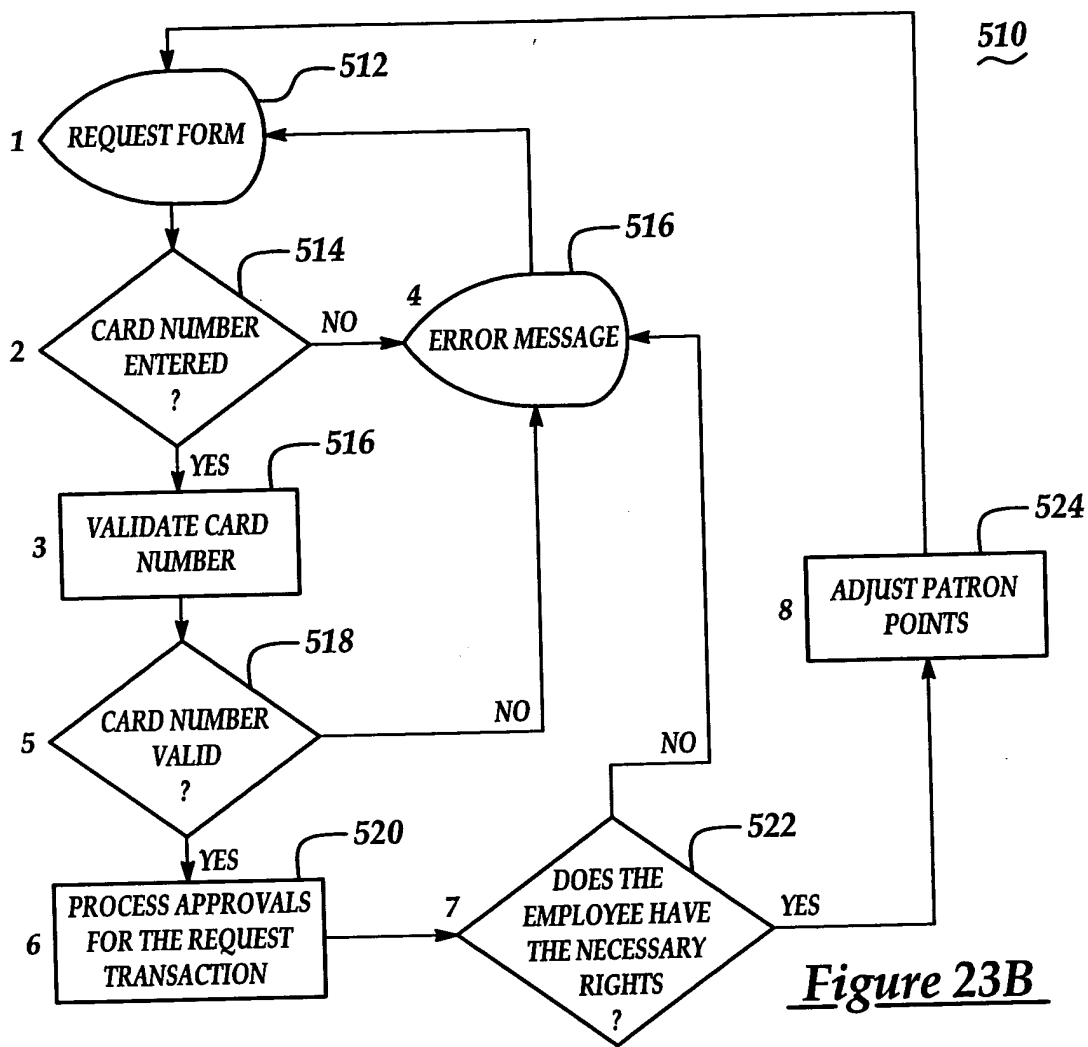 510
512
1
REQUEST FORM
514
2
CARD NUMBER
ENTERED
?
NO
516
4
ERROR MESSAGE
YES
516
3
VALIDATE CARD
NUMBER
518
5
CARD NUMBER
VALID
?
NO
YES
520
6
PROCESS APPROVALS
FOR THE REQUEST
TRANSACTION
522
7
DOES THE
EMPLOYEE HAVE
THE NECESSARY
RIGHTS
?
NO
YES
524
8
ADJUST PATRON
POINTS
Figure 23B